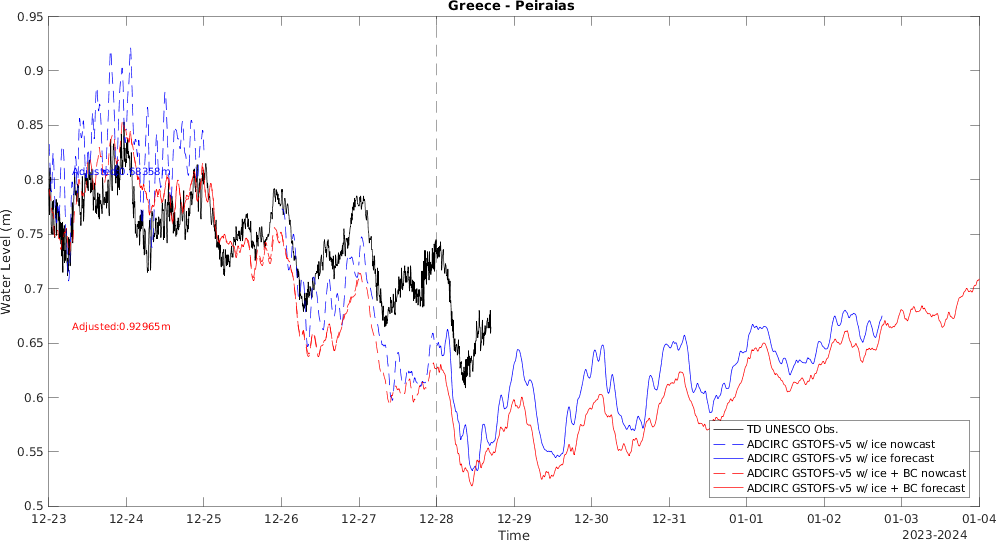 Greece - Peiraias
Water Level (m)
0.95
0.9
0.85
0.8
0.75
0.7
0.65
0.6
0.55
0.5
Adjusted:0.68358m
Adjusted:0.92965m
TD UNESCO Obs.
ADCIRC GSTOFS-v5 w/ ice nowcast
ADCIRC GSTOFS-v5 w/ ice forecast
ADCIRC GSTOFS-v5 w/ ice + BC nowcast
ADCIRC GSTOFS-v5 w/ ice + BC forecast
12-23 12-24 12-25 12-26 12-27 12-28 12-29 12-30 12-31 01-01 01-02 01-03 01-04
Time
2023-2024